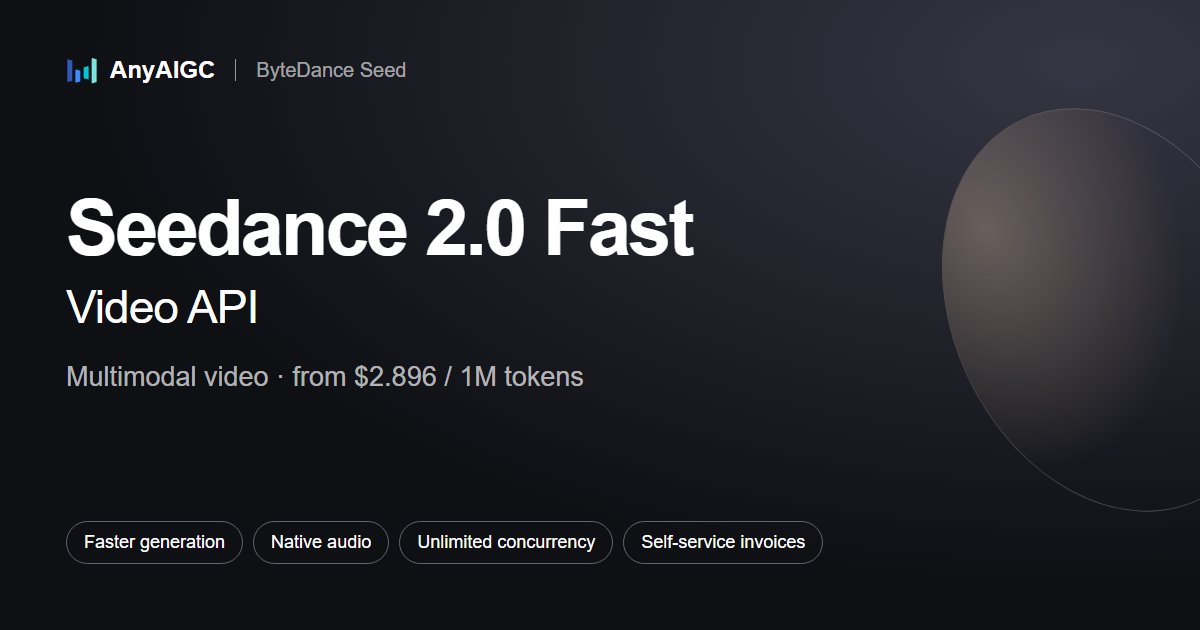 AnyAIGC | ByteDance Seed
Seedance 2.0 Fast
Video API
Multimodal video · from $2.896 / 1M tokens
Faster generation
Native audio
Unlimited concurrency
Self-service invoices